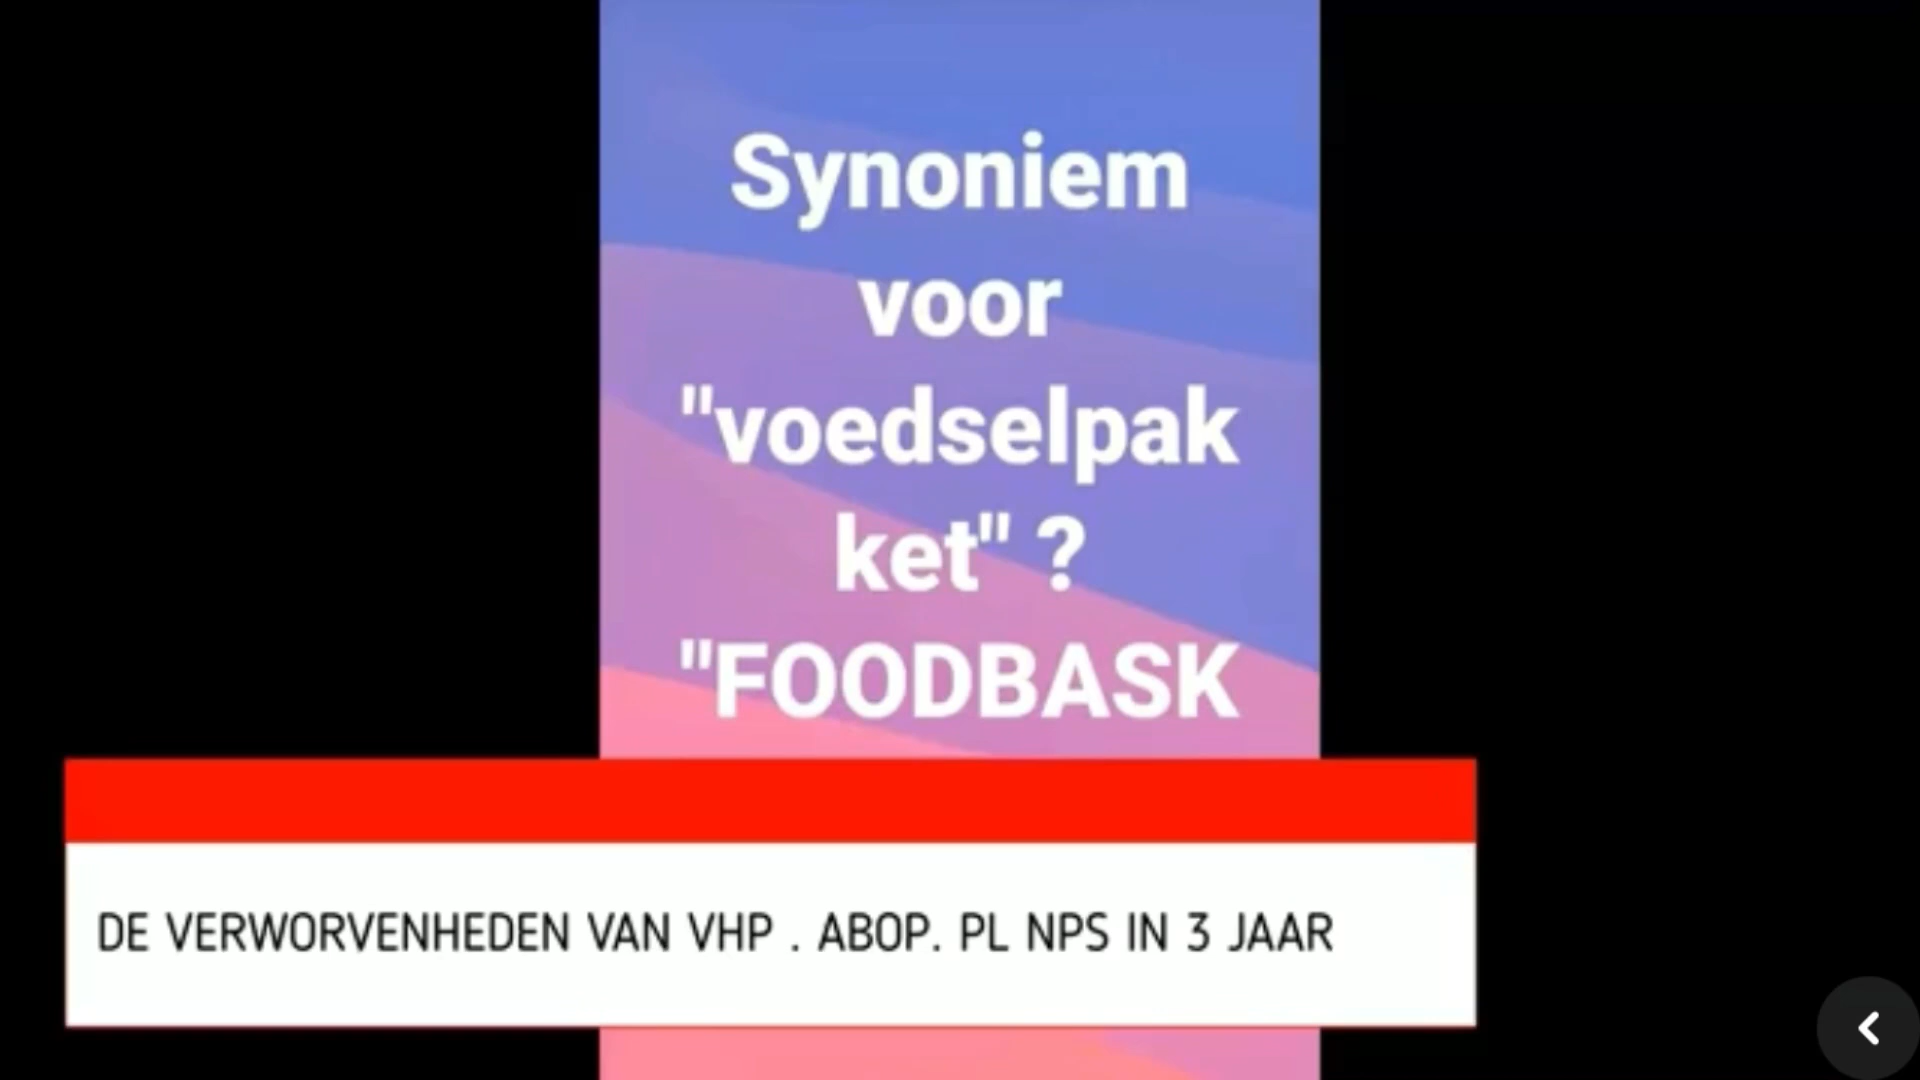 Synoniem
voor
"voedselpak
ket" ?
"FOODBASK
DE VERWORVENHEDEN VAN VHP . ABOP. PL NPS IN 3 JAAR